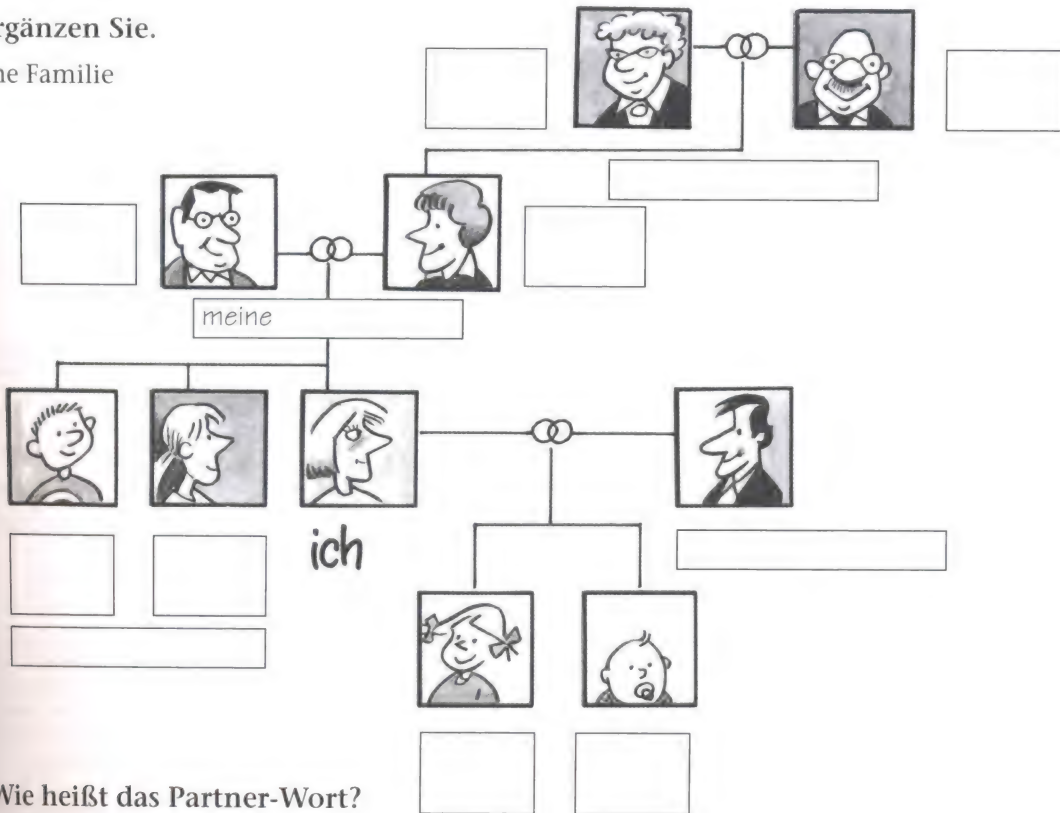 rgänzen Sie.
ne Familie
meine
ich
Wie heißt das Partner-Wort?